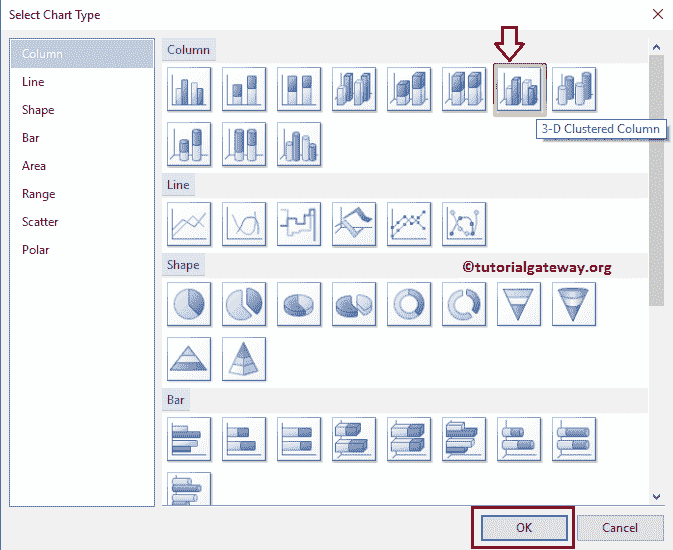 Select Chart Type
Column
Line
Shape
Bar
Area
Range
Scatter
Polar
Column
3-D Clustered Column
Line
Shape
©tutorialgateway.org
Bar
OK
Cancel